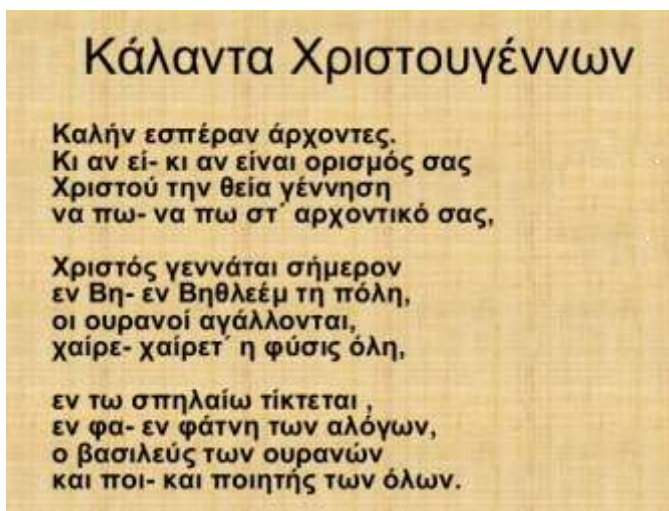 Κάλαντα Χριστουγέννων
Καλήν εσπέραν άρχοντες.
Κι αν εί- κι αν είναι ορισμός σας
Χριστού την θεία γέννηση
να πω- να πω στ΄ αρχοντικό σας,
Χριστός γεννάται σήμερον
εν Βη- εν Βηθλεέμ τη πόλη,
οι ουρανοί αγάλλονται,
χαίρε- χαίρετ΄ η φύσις όλη,
εν τω σπηλαίω τίκτεται ,
εν φα- εν φάτνη των αλόγων,
ο βασιλεύς των ουρανών
και ποι- και ποιητής των όλων.